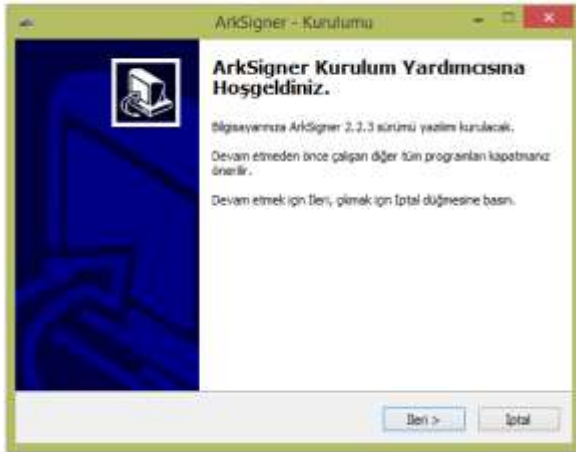 ArkSigner - Kurulumu
ArkSigner Kurulum Yardımcısına
Hoşgeldiniz.
Bilgisayarınıza ArkSigner 2.2.3 sürümü yazılımı kurulacak.
Devam etmeden önce çalışan diğer tüm programları kapatmanız
önerilir.
Devam etmek için İleri, çıkmak için İptal düğmesine basın.
İleri >
İptal